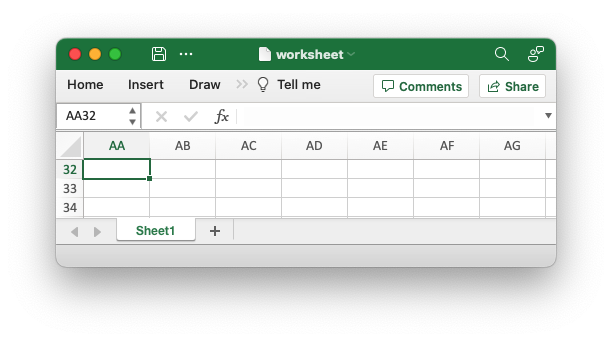 worksheet
Home Insert Draw Tell me Comments Share
AA32 fx
AA AB AC AD AE AF AG
32
33
34
Sheet1 +